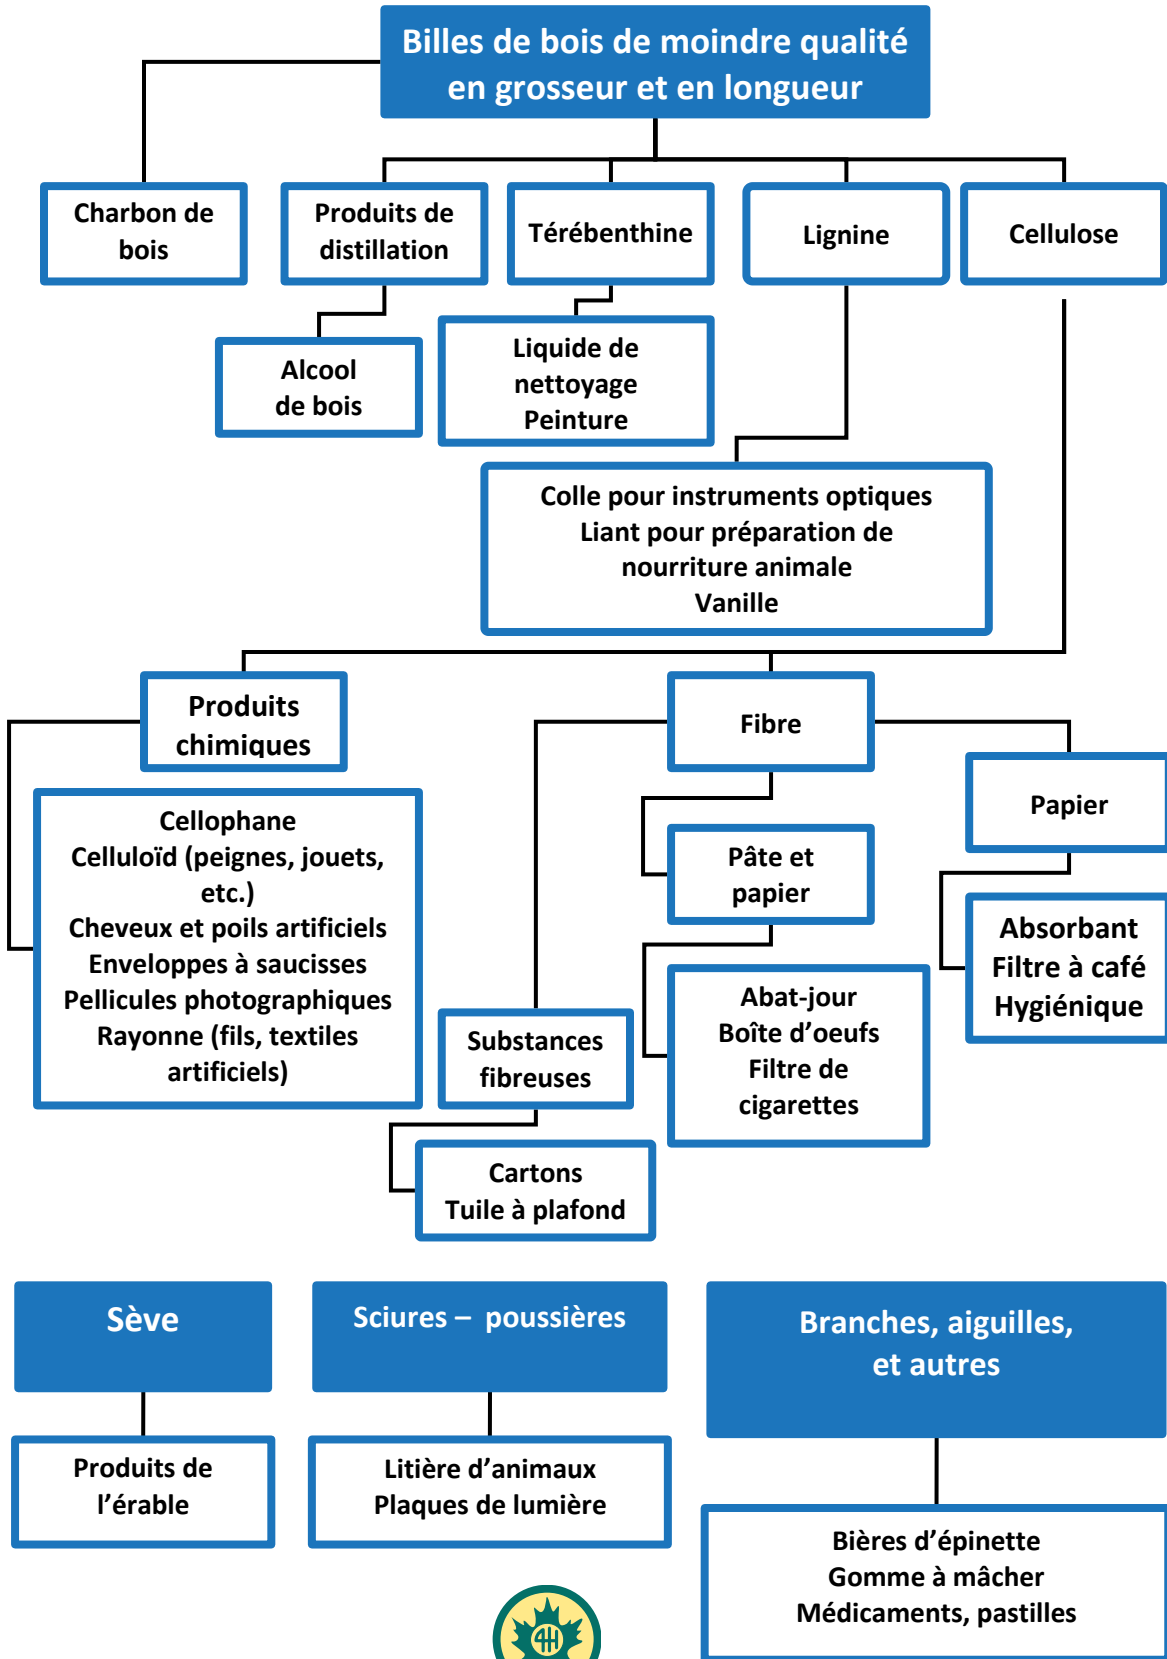 Billes de bois de moindre qualité
en grosseur et en longueur
Charbon de
bois
Produits de
distillation
Térébenthine
Lignine
Cellulose
Alcool
de bois
Liquide de
nettoyage
Peinture
Colle pour instruments optiques
Liant pour préparation de
nourriture animale
Vanille
Produits
chimiques
Fibre
Papier
Cellophane
Celluloïd (peignes, jouets,
etc.)
Cheveux et poils artificiels
Enveloppes à saucisses
Pellicules photographiques
Rayonne (fils, textiles
artificiels)
Pâte et
papier
Absorbant
Filtre à café
Hygiénique
Substances
fibreuses
Abat-jour
Boîte d’oeufs
Filtre de
cigarettes
Cartons
Tuile à plafond
Sève
Sciures – poussières
Branches, aiguilles,
et autres
Produits de
l’érable
Litière d’animaux
Plaques de lumière
Bières d’épinette
Gomme à mâcher
Médicaments, pastilles
4H